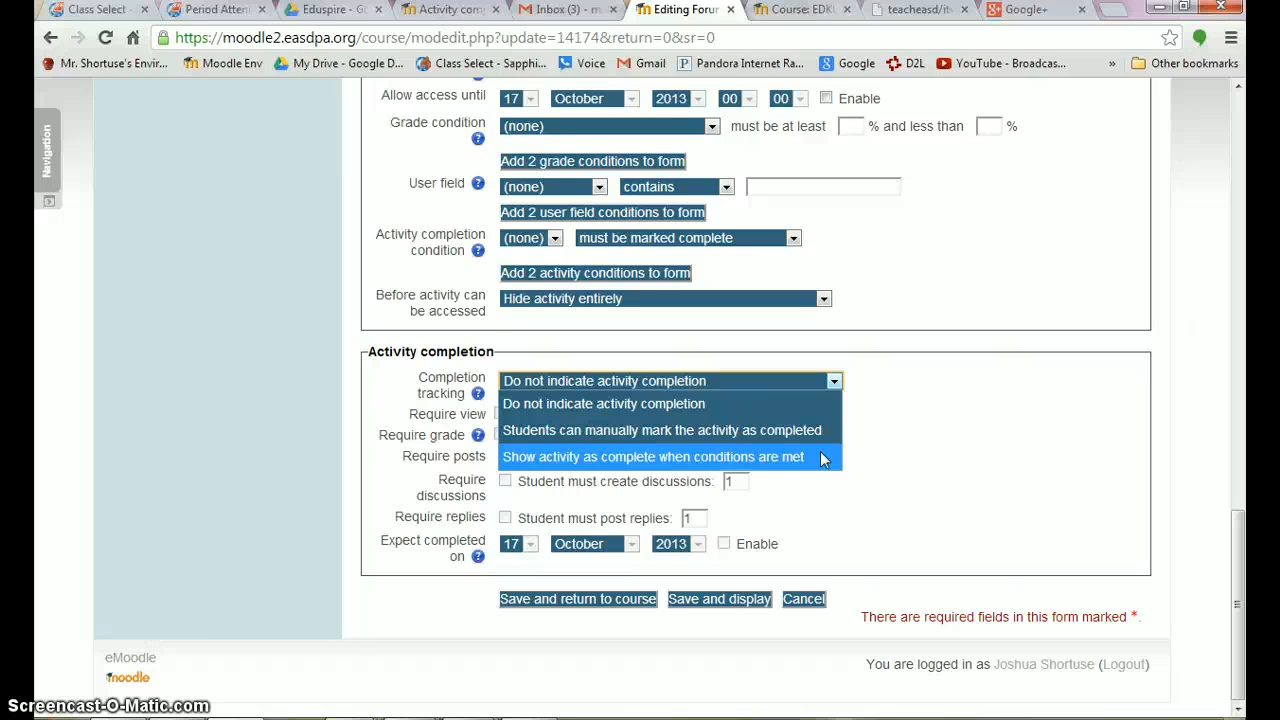 Class Select - Sapphi
Period Atten
Eduspire - G
Activity com
Inbox (3) - m
Editing Forum
Course: EDK
teacheasd/it
Google+
https://moodle2.easdpa.org/course/modedit.php?update=14174&return=0&sr=0
Mr. Shortuse's Envir... Moodle Env My Drive - Google D... Class Select - Sapphi... Voice Gmail Pandora Internet Ra... Google D2L YouTube - Broadcas... » Other bookmarks
Navigation
Allow access until 17 October 2013 00 00 Enable
Grade condition (none) must be at least % and less than %
Add 2 grade conditions to form
User field (none) contains
Add 2 user field conditions to form
Activity completion condition (none) must be marked complete
Add 2 activity conditions to form
Before activity can be accessed Hide activity entirely
Activity completion
Completion tracking Do not indicate activity completion
Do not indicate activity completion
Require view
Students can manually mark the activity as completed
Require grade
Require posts Show activity as complete when conditions are met
Require discussions Student must create discussions: 1
Require replies Student must post replies: 1
Expect completed on 17 October 2013 Enable
Save and return to course Save and display Cancel
There are required fields in this form marked *.
eMoodle
You are logged in as Joshua Shortuse (Logout)
moodle
Screencast-O-Matic.com